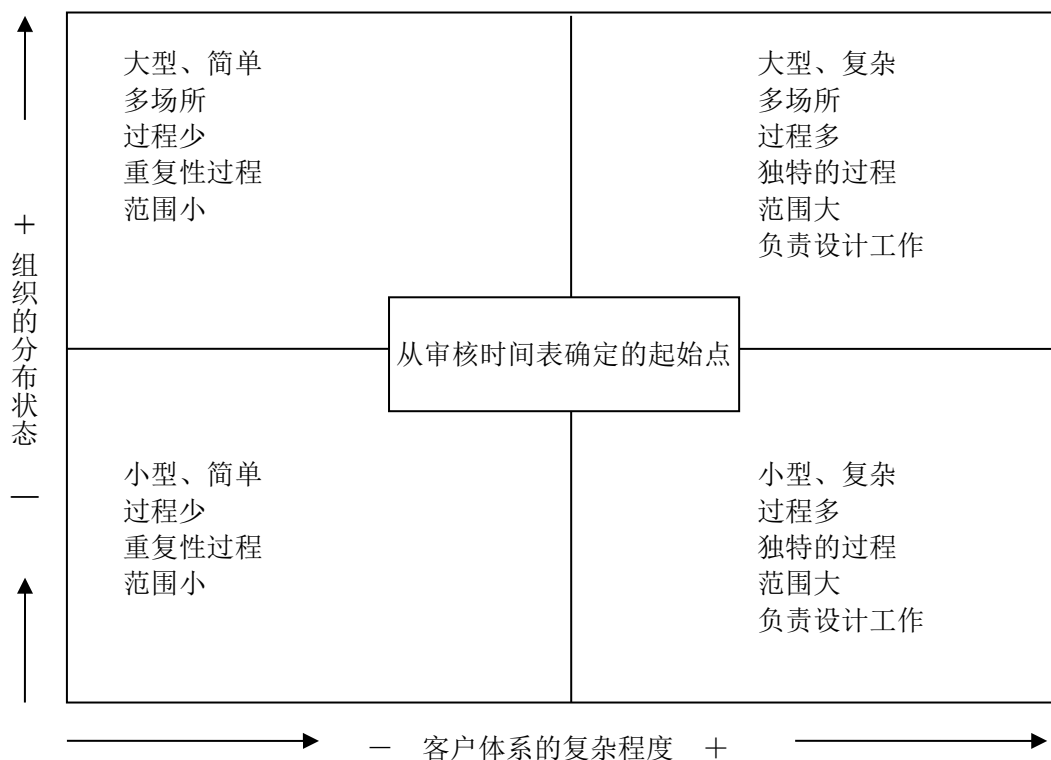 大型、简单
多场所
过程少
重复性过程
范围小
大型、复杂
多场所
过程多
独特的过程
范围大
负责设计工作
＋ 组织的分布状态 —
从审核时间表确定的起始点
小型、简单
过程少
重复性过程
范围小
小型、复杂
过程多
独特的过程
范围大
负责设计工作
－ 客户体系的复杂程度 ＋